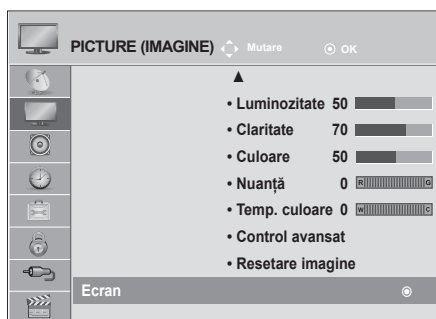 PICTURE (IMAGINE) Mutare OK
• Luminozitate 50
• Claritate 70
• Culoare 50
• Nuanță 0 R G
• Temp. culoare 0 W C
• Control avansat
• Resetare imagine
Ecran